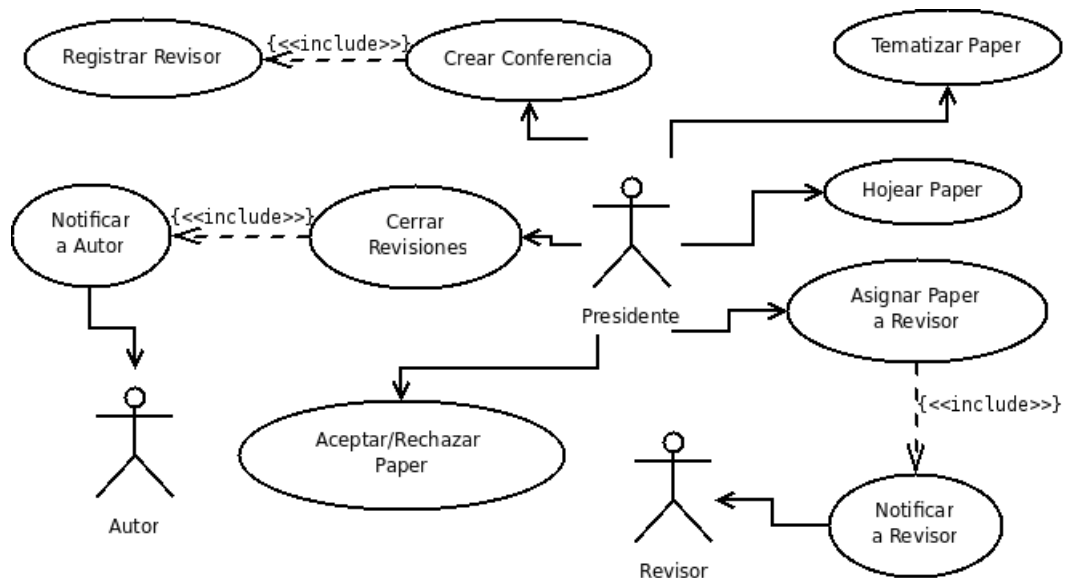 Registrar Revisor
{<<include>>}
Crear Conferencia
Tematizar Paper
Notificar
a Autor
{<<include>>}
Cerrar
Revisiones
Hojear Paper
Presidente
Asignar Paper
a Revisor
{<<include>>}
Aceptar/Rechazar
Paper
Autor
Revisor
Notificar
a Revisor